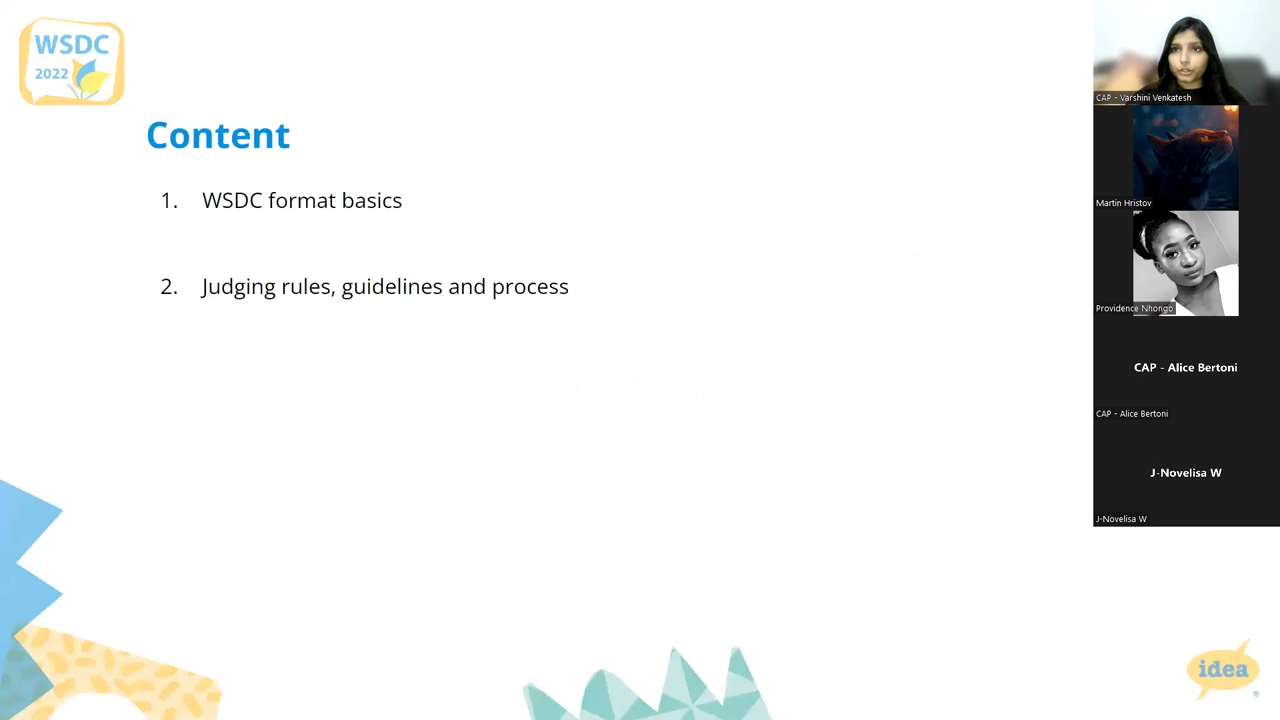 WSDC
2022
Content
1. WSDC format basics
2. Judging rules, guidelines and process
CAP - Varshini Venkatesh
Martin Hristov
Providence Nhongo
CAP - Alice Bertoni
CAP - Alice Bertoni
J-Novelisa W
J-Novelisa W
idea
®